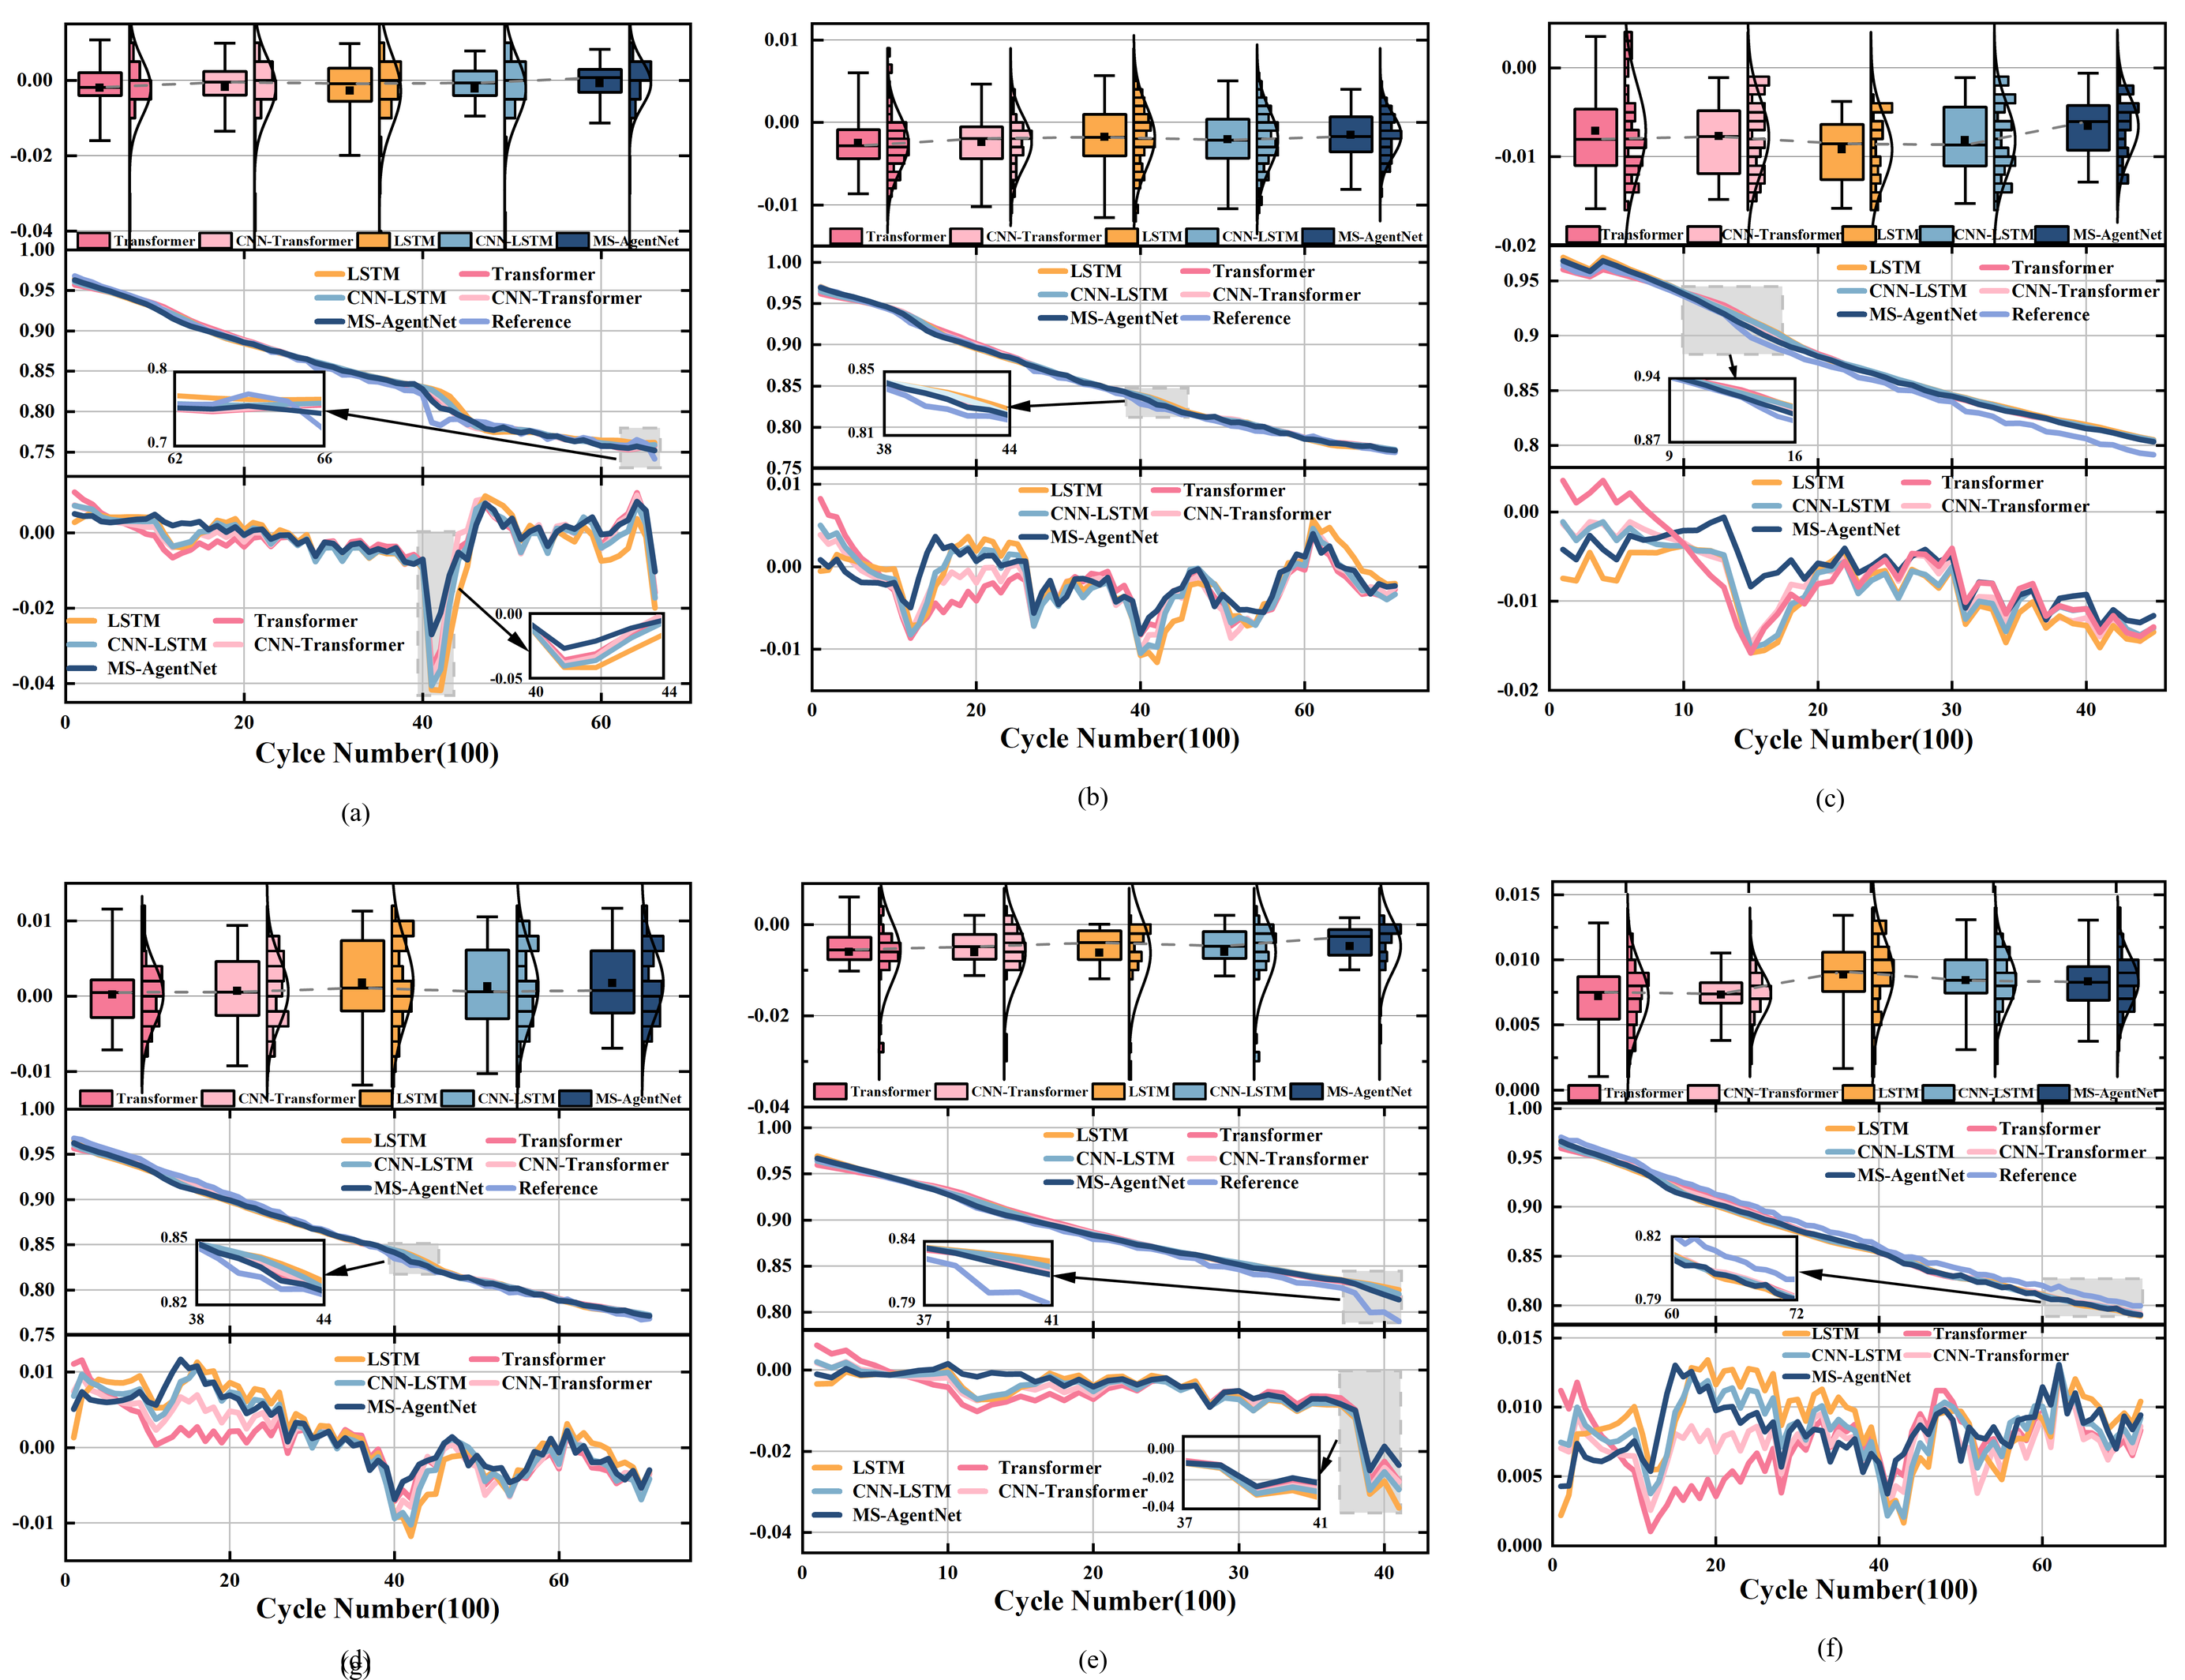 0.00
-0.02
-0.04
Transformer CNN-Transformer LSTM CNN-LSTM MS-AgentNet
1.00
0.95
0.90
0.85
0.80
0.75
LSTM Transformer
CNN-LSTM CNN-Transformer
MS-AgentNet Reference
0.8
0.7
62 66
0.00
-0.02
-0.04
LSTM Transformer
CNN-LSTM CNN-Transformer
MS-AgentNet
0.00
-0.05
40 44
0 20 40 60
Cylce Number(100)
(a)
0.01
0.00
-0.01
Transformer CNN-Transformer LSTM CNN-LSTM MS-AgentNet
1.00
0.95
0.90
0.85
0.80
0.75
LSTM Transformer
CNN-LSTM CNN-Transformer
MS-AgentNet Reference
0.85
0.81
38 44
0.01
0.00
-0.01
LSTM Transformer
CNN-LSTM CNN-Transformer
MS-AgentNet
0 20 40 60
Cycle Number(100)
(b)
0.00
-0.01
-0.02
Transformer CNN-Transformer LSTM CNN-LSTM MS-AgentNet
0.95
0.9
0.85
0.8
LSTM Transformer
CNN-LSTM CNN-Transformer
MS-AgentNet Reference
0.94
0.87
9 16
0.00
-0.01
-0.02
LSTM Transformer
CNN-LSTM CNN-Transformer
MS-AgentNet
0 10 20 30 40
Cycle Number(100)
(c)
0.01
0.00
-0.01
Transformer CNN-Transformer LSTM CNN-LSTM MS-AgentNet
1.00
0.95
0.90
0.85
0.80
0.75
LSTM Transformer
CNN-LSTM CNN-Transformer
MS-AgentNet Reference
0.85
0.82
38 44
0.01
0.00
-0.01
LSTM Transformer
CNN-LSTM CNN-Transformer
MS-AgentNet
0 20 40 60
Cycle Number(100)
(d)
(g)
0.00
-0.02
-0.04
Transformer CNN-Transformer LSTM CNN-LSTM MS-AgentNet
1.00
0.95
0.90
0.85
0.80
LSTM Transformer
CNN-LSTM CNN-Transformer
MS-AgentNet Reference
0.84
0.79
37 41
0.00
-0.02
-0.04
LSTM Transformer
CNN-LSTM CNN-Transformer
MS-AgentNet
0.00
-0.02
-0.04
37 41
0 10 20 30 40
Cycle Number(100)
(e)
0.015
0.010
0.005
0.000
Transformer CNN-Transformer LSTM CNN-LSTM MS-AgentNet
1.00
0.95
0.90
0.85
0.80
LSTM Transformer
CNN-LSTM CNN-Transformer
MS-AgentNet Reference
0.82
0.79
60 72
0.015
0.010
0.005
0.000
LSTM Transformer
CNN-LSTM CNN-Transformer
MS-AgentNet
0 20 40 60
Cycle Number(100)
(f)